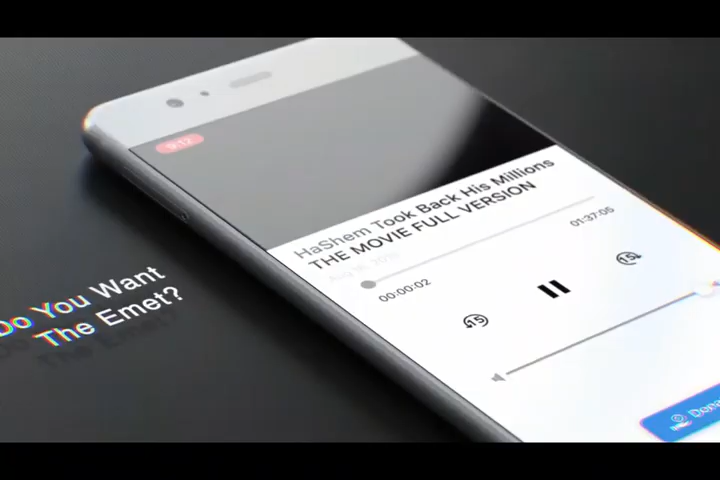 9:12
HaShem Took Back His Millions
THE MOVIE FULL VERSION
00:00:02
01:37:05
15
15
Do You Want
The Emet?